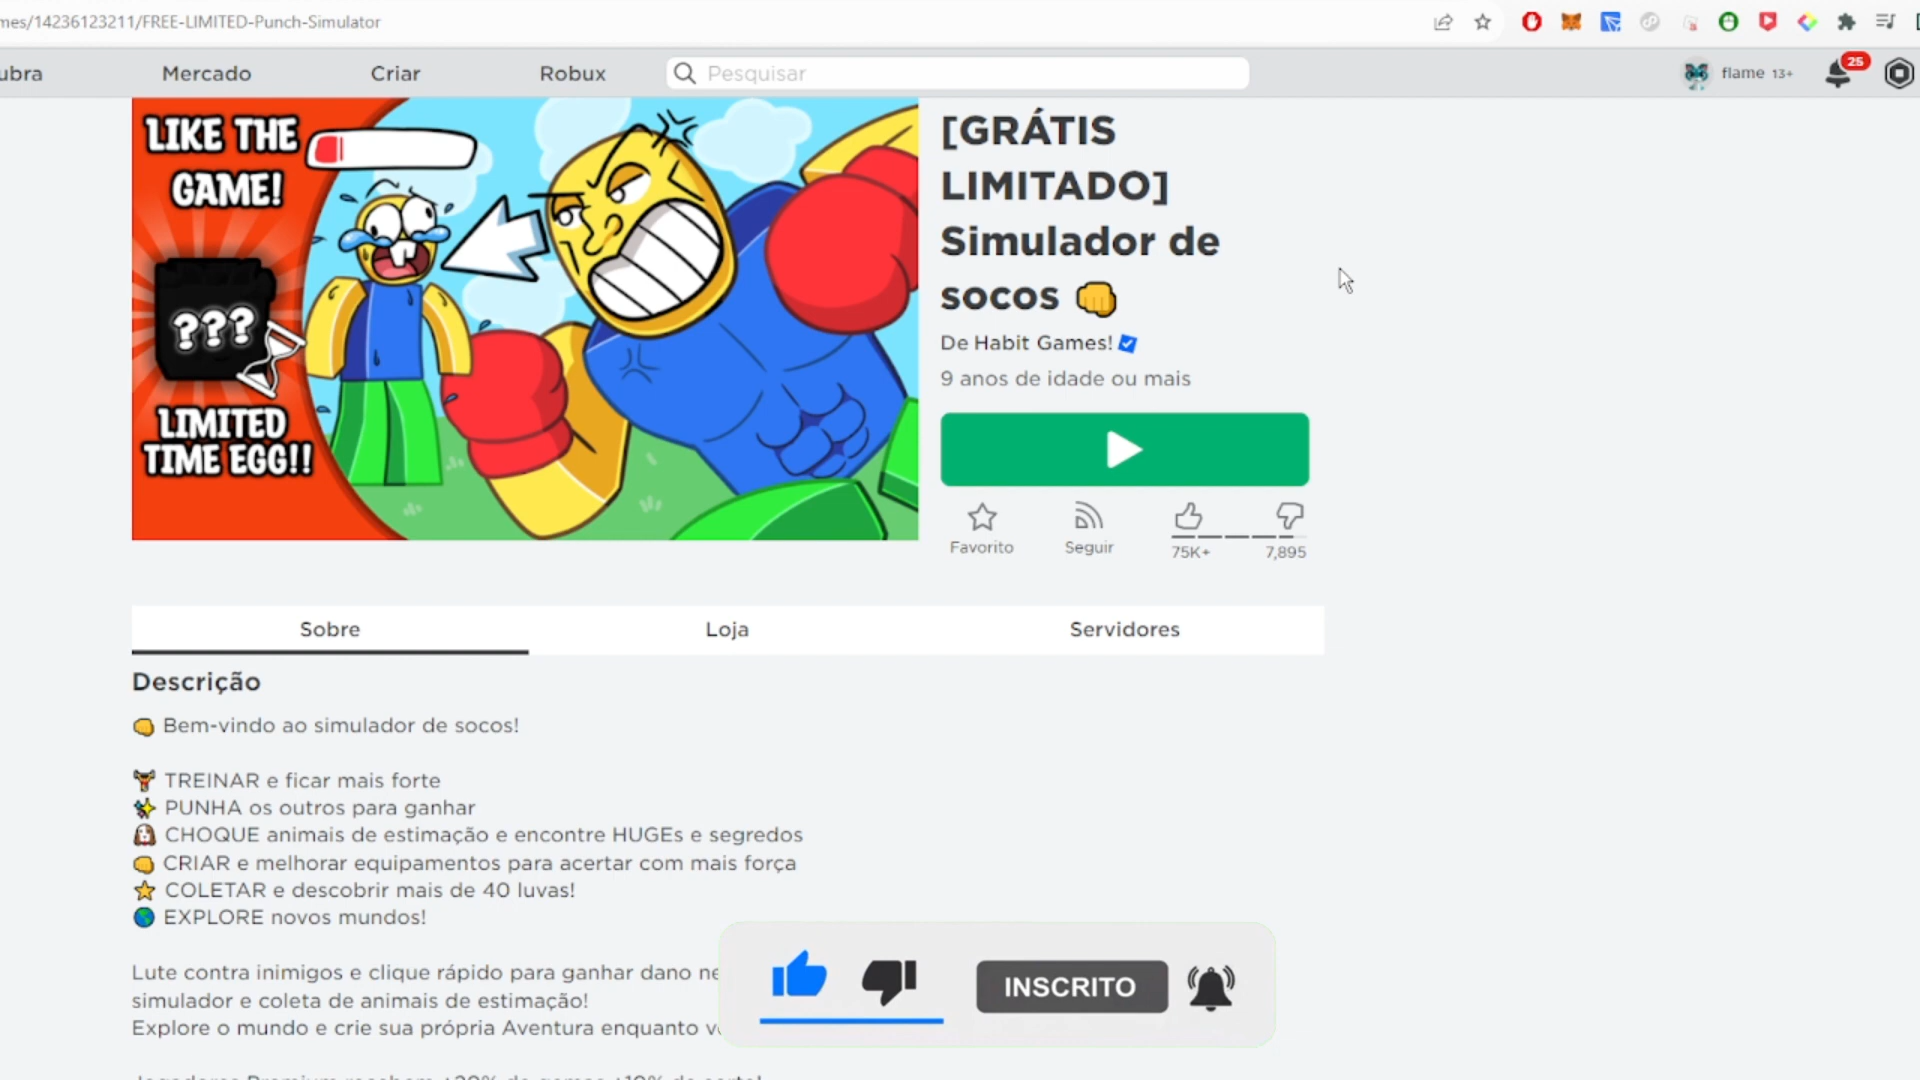 mes/14236123211/FREE-LIMITED-Punch-Simulator
ubra Mercado Criar Robux Pesquisar flame 13+ 25
LIKE THE
GAME!
???
LIMITED
TIME EGG!!
[GRÁTIS
LIMITADO]
Simulador de
socos 👊
De Habit Games!
9 anos de idade ou mais
Favorito Seguir 75K+ 7,895
Sobre Loja Servidores
Descrição
👊 Bem-vindo ao simulador de socos!
TREINAR e ficar mais forte
✨ PUNHA os outros para ganhar
🐶 CHOQUE animais de estimação e encontre HUGEs e segredos
👊 CRIAR e melhorar equipamentos para acertar com mais força
⭐ COLETAR e descobrir mais de 40 luvas!
🌎 EXPLORE novos mundos!
Lute contra inimigos e clique rápido para ganhar dano ne
simulador e coleta de animais de estimação!
Explore o mundo e crie sua própria Aventura enquanto v
INSCRITO